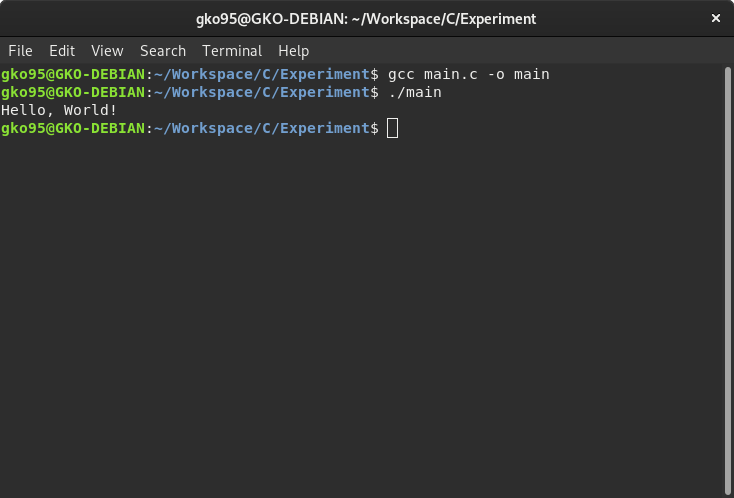 gko95@GKO-DEBIAN: ~/Workspace/C/Experiment
File Edit View Search Terminal Help
gko95@GKO-DEBIAN:~/Workspace/C/Experiment$ gcc main.c -o main
gko95@GKO-DEBIAN:~/Workspace/C/Experiment$ ./main
Hello, World!
gko95@GKO-DEBIAN:~/Workspace/C/Experiment$